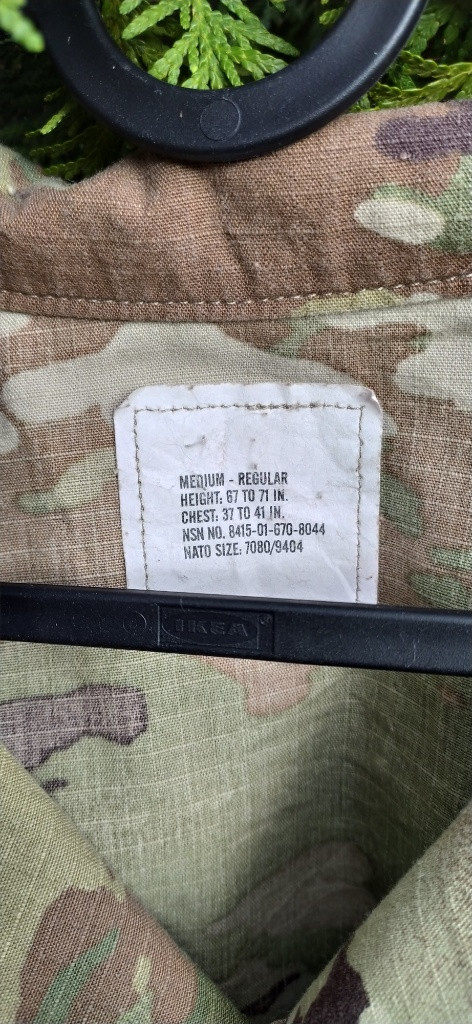 MEDIUM - REGULAR
HEIGHT: 67 TO 71 IN.
CHEST: 37 TO 41 IN.
NSN NO. 8415-01-670-8044
NATO SIZE: 7080/9404
IKEA